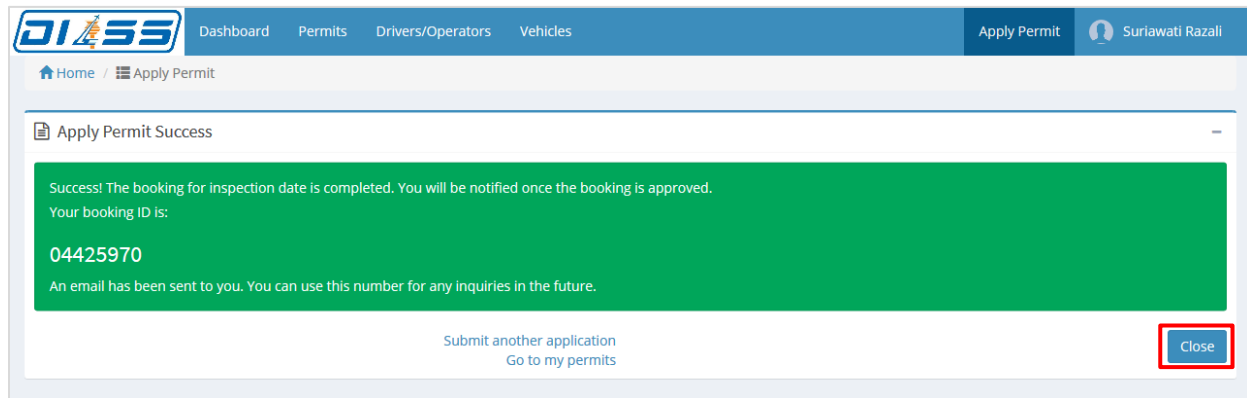 DIASS Dashboard Permits Drivers/Operators Vehicles Apply Permit Suriawati Razali
Home / Apply Permit
Apply Permit Success
Success! The booking for inspection date is completed. You will be notified once the booking is approved.
Your booking ID is:
04425970
An email has been sent to you. You can use this number for any inquiries in the future.
Submit another application
Go to my permits
Close